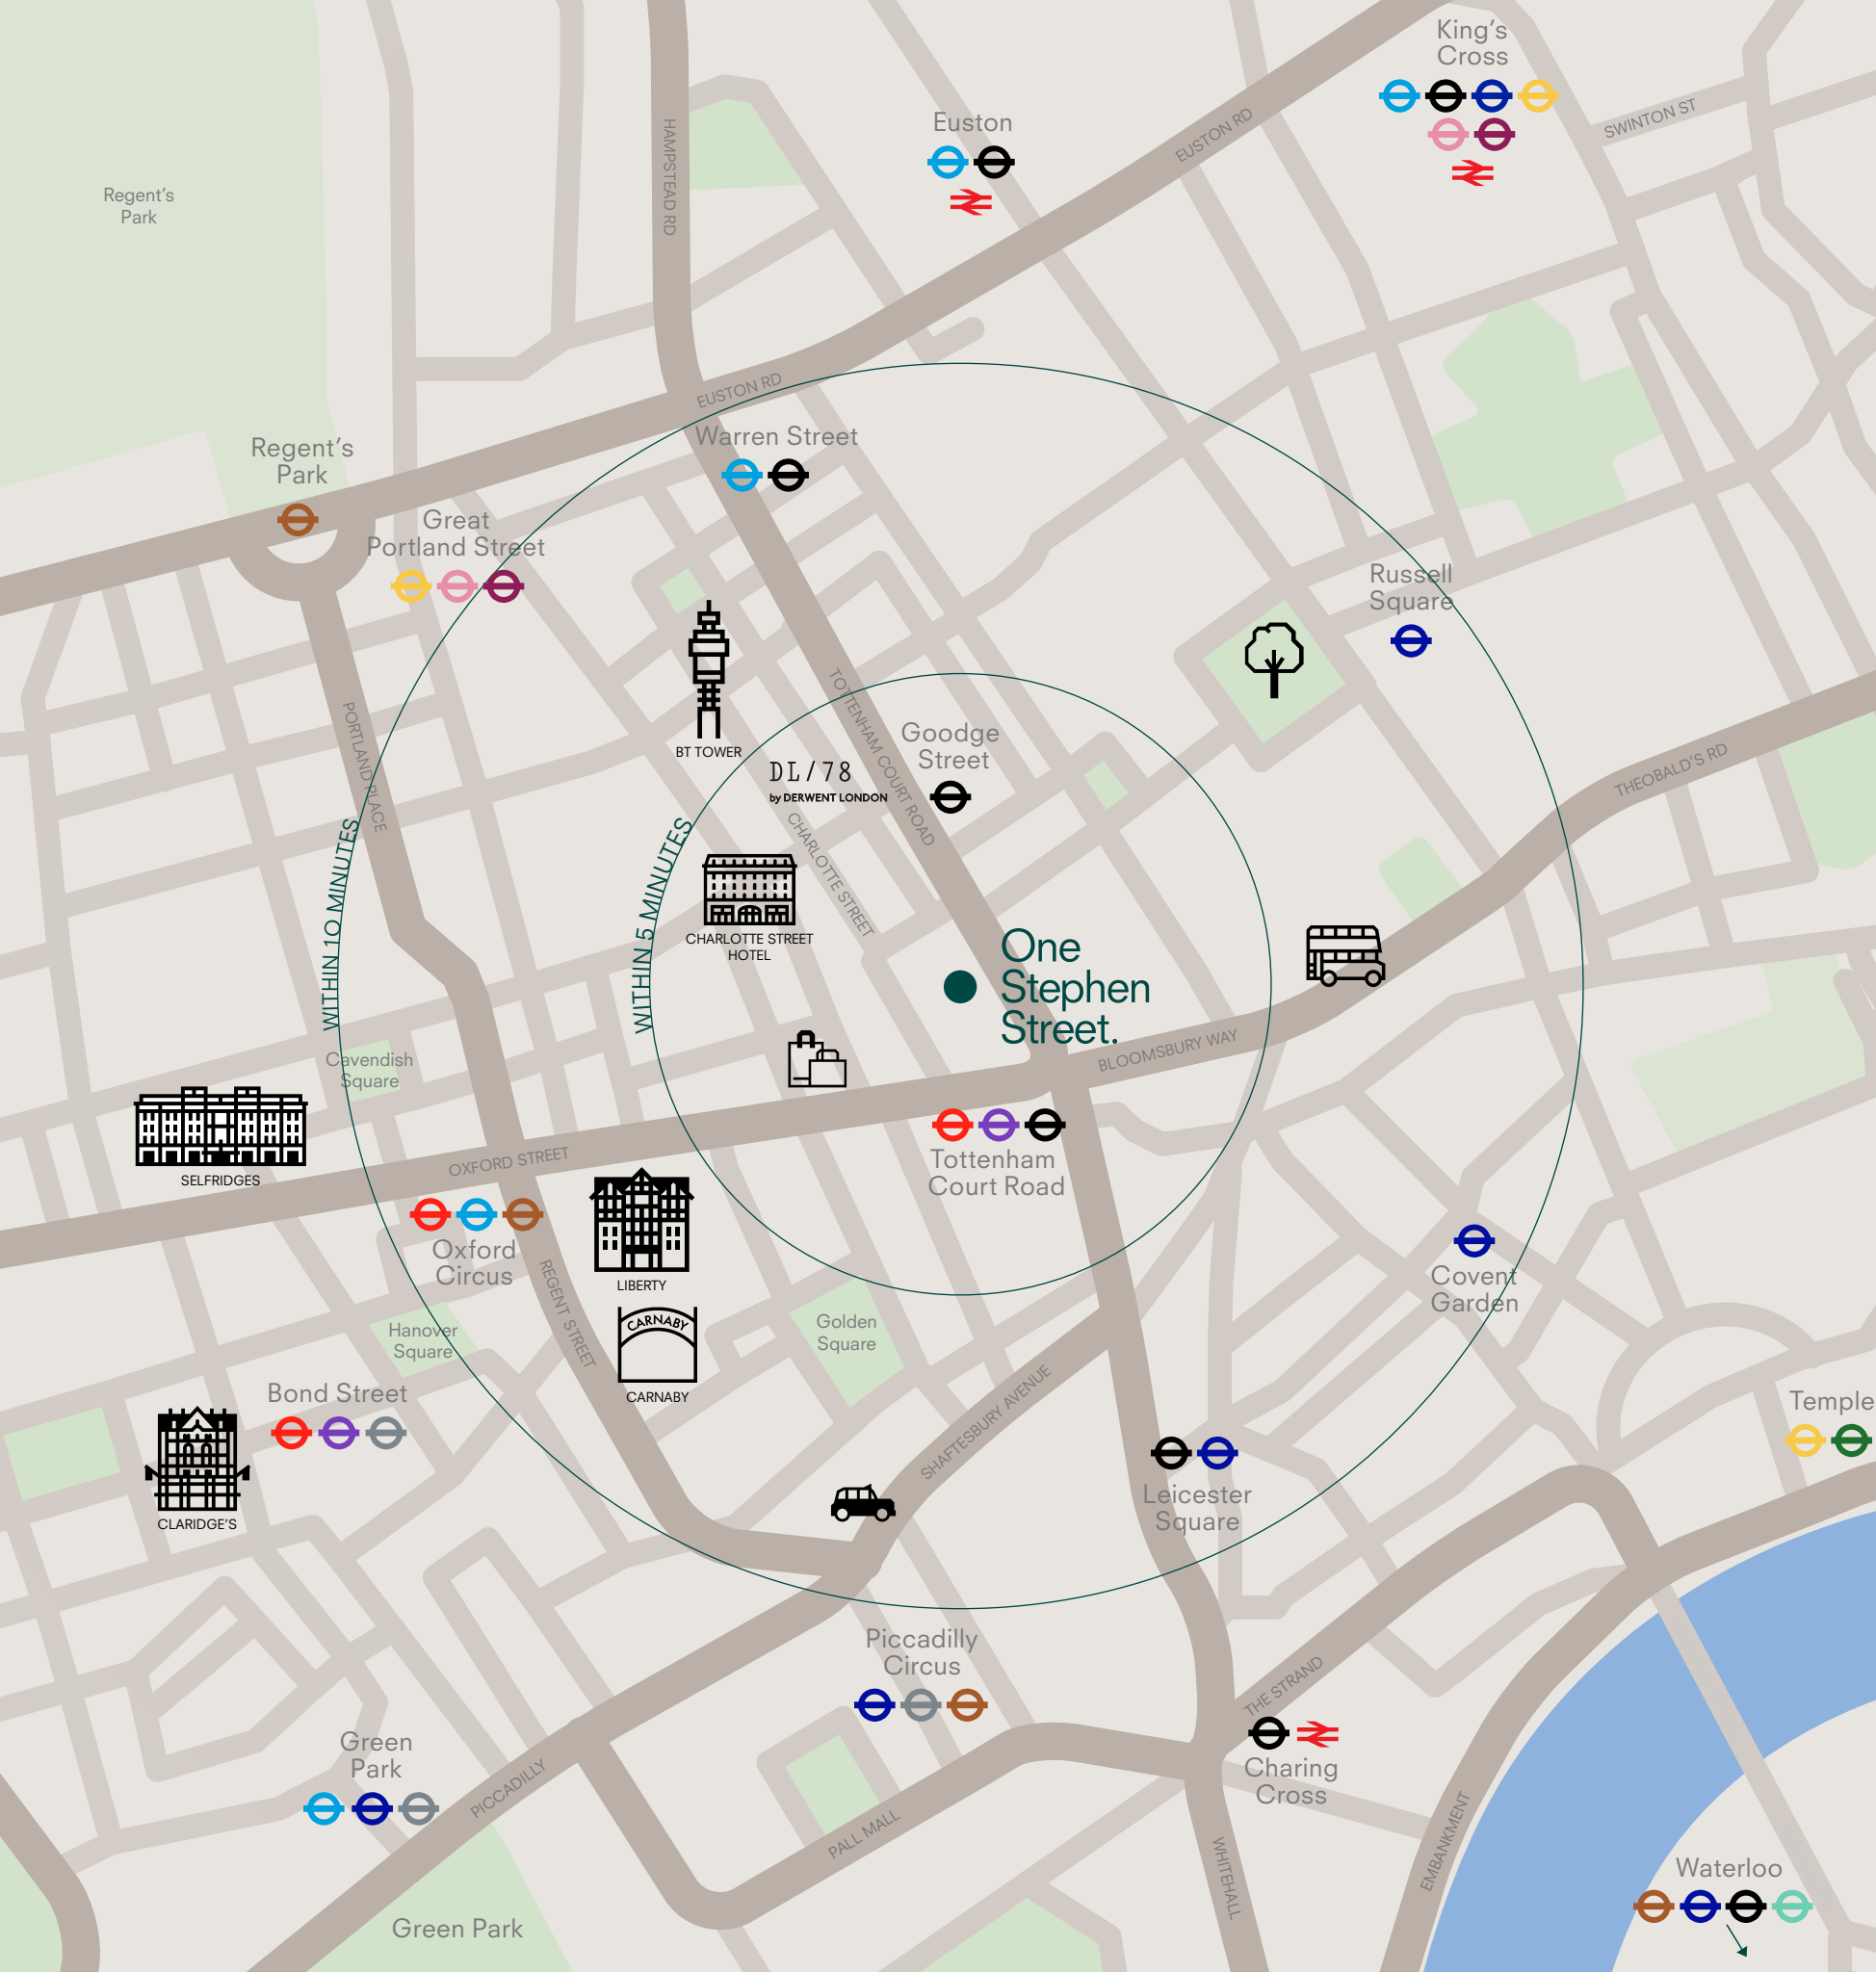 King's
Cross
SWINTON ST
Euston
EUSTON RD
HAMPSTEAD RD
Regent's
Park
EUSTON RD
Warren Street
Regent's
Park
Great
Portland Street
Russell
Square
PORTLAND PLACE
BT TOWER
TOTTENHAM COURT ROAD
Goodge
Street
DL/78
by DERWENT LONDON
THEOBALD'S RD
WITHIN 10 MINUTES
WITHIN 5 MINUTES
CHARLOTTE STREET
CHARLOTTE STREET
HOTEL
One
Stephen
Street.
BLOOMSBURY WAY
Cavendish
Square
SELFRIDGES
OXFORD STREET
Tottenham
Court Road
Oxford
Circus
REGENT STREET
LIBERTY
CARNABY
CARNABY
Golden
Square
Covent
Garden
Hanover
Square
Bond Street
CLARIDGE'S
SHAFTESBURY AVENUE
Temple
Leicester
Square
Piccadilly
Circus
THE STRAND
Charing
Cross
Green
Park
PICCADILLY
PALL MALL
WHITEHALL
EMBANKMENT
Waterloo
Green Park